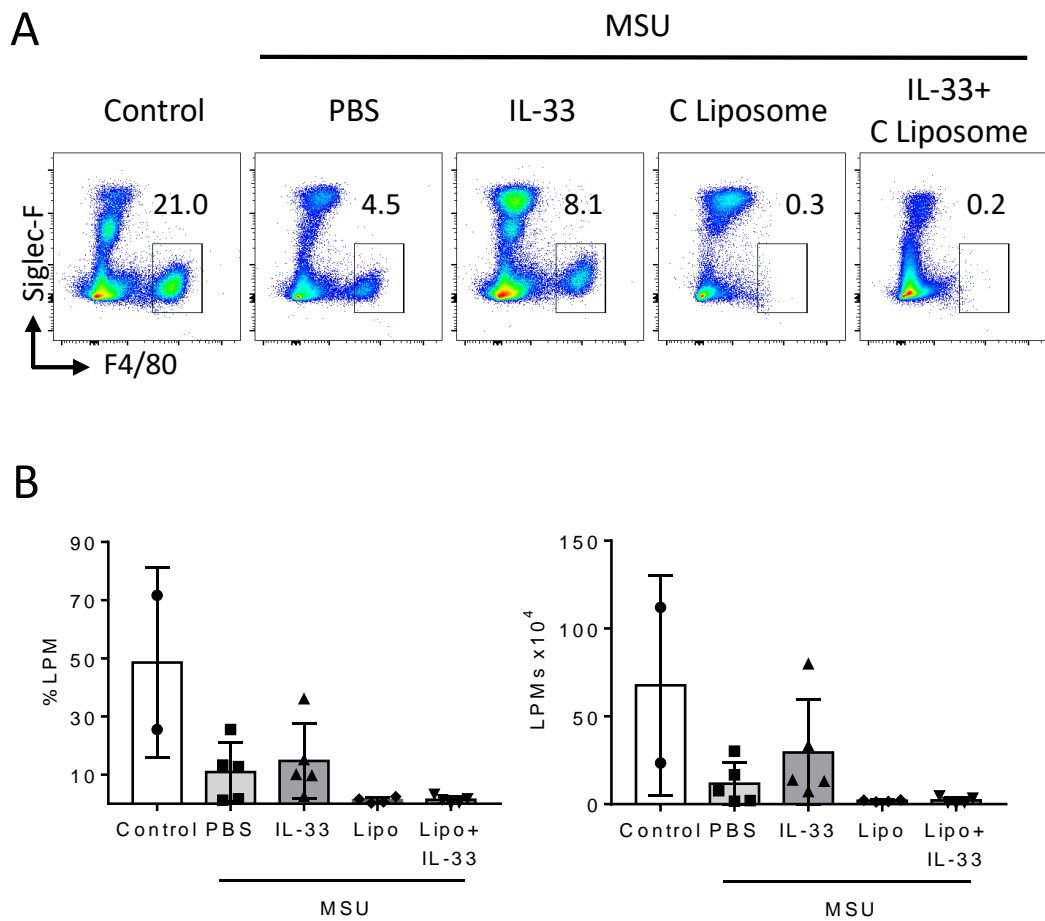 A
MSU
Control
PBS
IL-33
C Liposome
IL-33+
C Liposome
21.0
4.5
8.1
0.3
0.2
Siglec-F
F4/80
B
90
70
50
30
10
%LPM
Control
PBS
IL-33
Lipo
Lipo+
IL-33
MSU
150
100
50
0
LPMs x10⁴
Control
PBS
IL-33
Lipo
Lipo+
IL-33
MSU